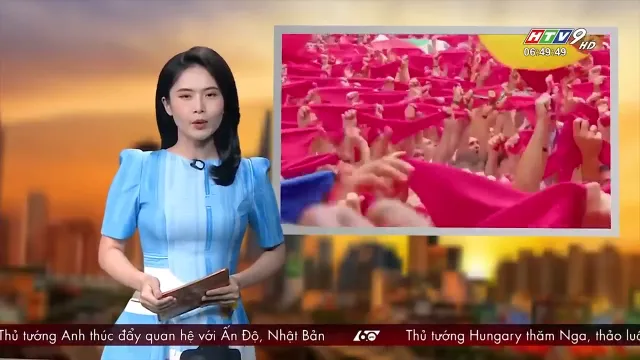 HTV9 HD
06:49:49
Thủ tướng Anh thúc đẩy quan hệ với Ấn Độ, Nhật Bản 60 Thủ tướng Hungary thăm Nga, thảo luậ